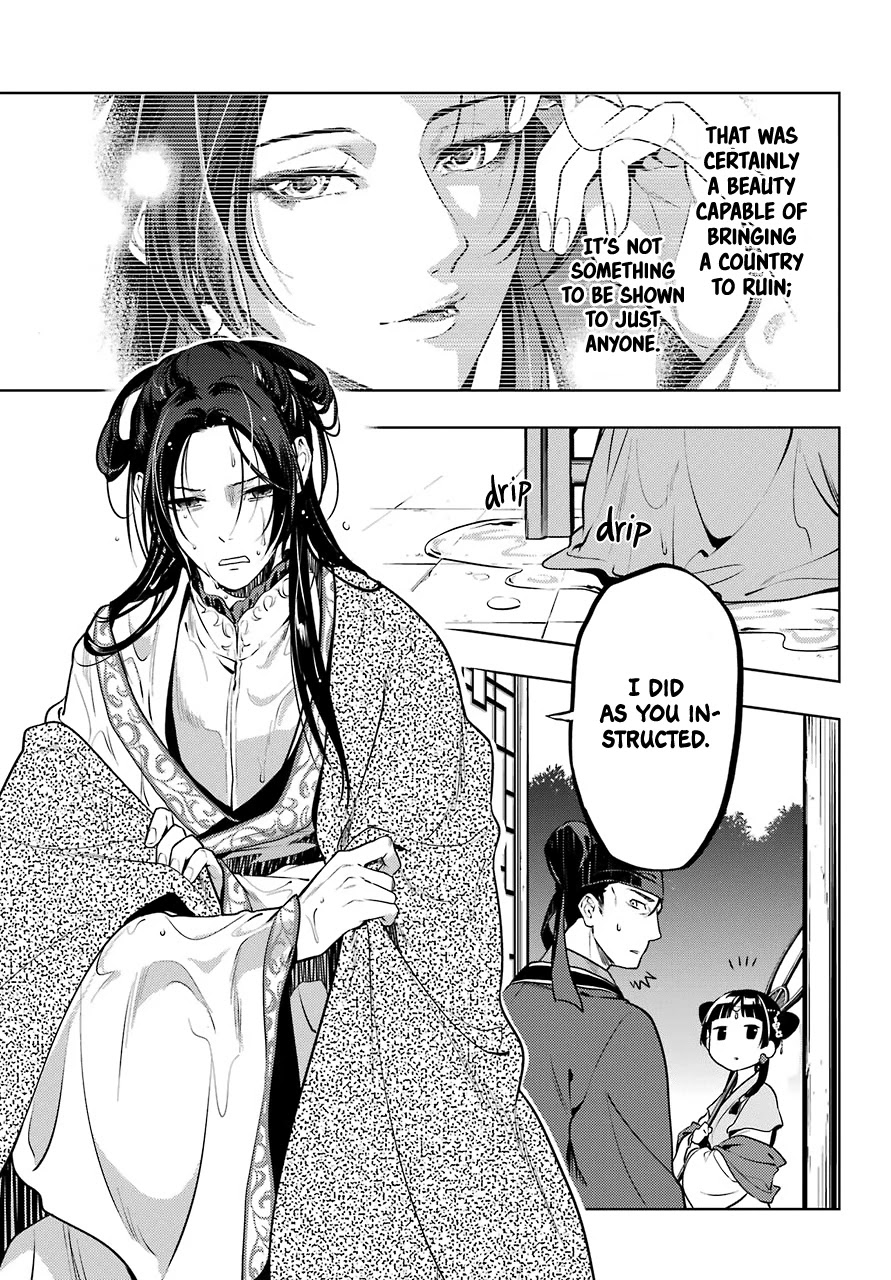 THAT WAS
CERTAINLY
A BEAUTY
CAPABLE OF
BRINGING
A COUNTRY
TO RUIN;
IT'S NOT
SOMETHING
TO BE SHOWN
TO JUST
ANYONE.
drip
drip
I DID
AS YOU IN-
STRUCTED.